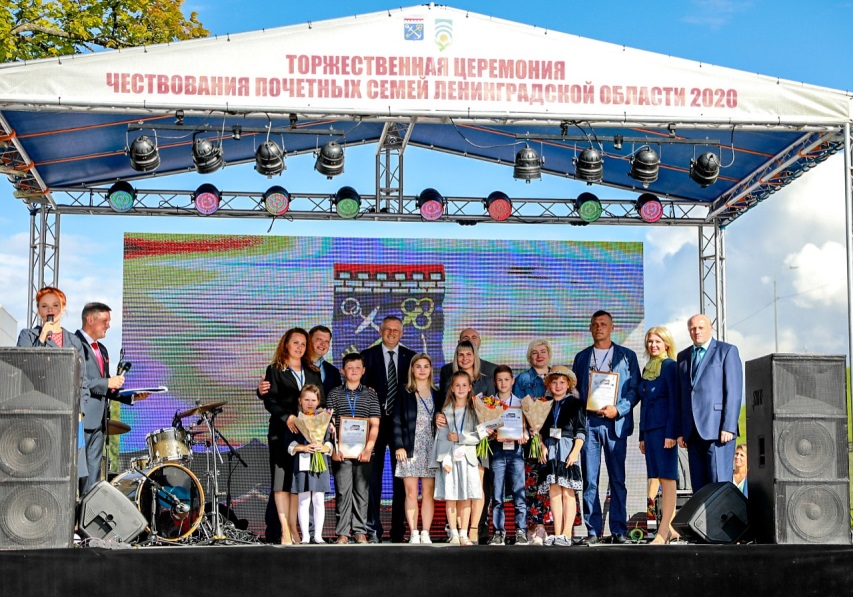 ТОРЖЕСТВЕННАЯ ЦЕРЕМОНИЯ
ЧЕСТВОВАНИЯ ПОЧЕТНЫХ СЕМЕЙ ЛЕНИНГРАДСКОЙ ОБЛАСТИ 2020